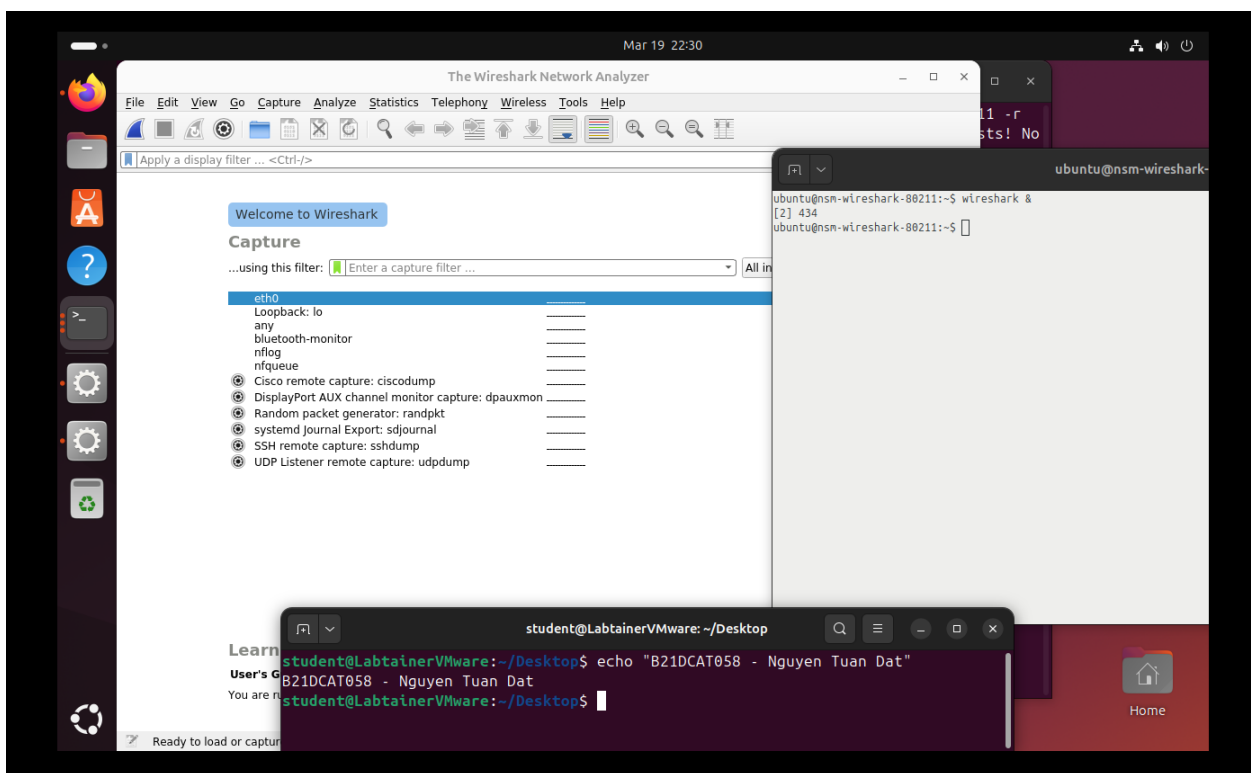 Mar 19 22:30
The Wireshark Network Analyzer
File Edit View Go Capture Analyze Statistics Telephony Wireless Tools Help
11 -r
sts! No
Apply a display filter ... <Ctrl-/>
ubuntu@nsm-wireshark-
ubuntu@nsm-wireshark-80211:~$ wireshark &
[2] 434
ubuntu@nsm-wireshark-80211:~$
Welcome to Wireshark
Capture
...using this filter: Enter a capture filter ... All in
eth0
Loopback: lo
any
bluetooth-monitor
nflog
nfqueue
Cisco remote capture: ciscodump
DisplayPort AUX channel monitor capture: dpauxmon
Random packet generator: randpkt
systemd Journal Export: sdjournal
SSH remote capture: sshdump
UDP Listener remote capture: udpdump
Learn
User's G
You are ru
Ready to load or captur
student@LabtainerVMware: ~/Desktop
student@LabtainerVMware:~/Desktop$ echo "B21DCAT058 - Nguyen Tuan Dat"
B21DCAT058 - Nguyen Tuan Dat
student@LabtainerVMware:~/Desktop$
Home